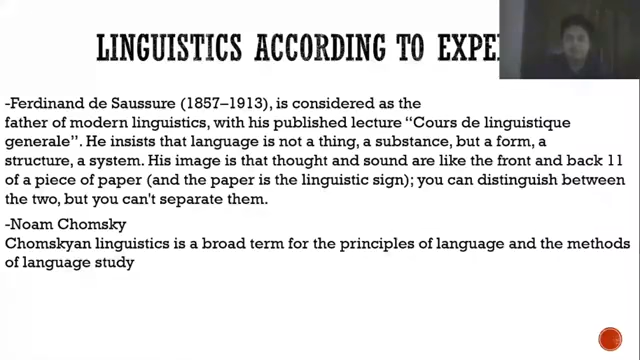 LINGUISTICS ACCORDING TO
-Ferdinand de Saussure (1857–1913), is considered as the
father of modern linguistics, with his published lecture “Cours de linguistique
generale”. He insists that language is not a thing, a substance, but a form, a
structure, a system. His image is that thought and sound are like the front and back 11
of a piece of paper (and the paper is the linguistic sign); you can distinguish between
the two, but you can't separate them.
-Noam Chomsky
Chomskyan linguistics is a broad term for the principles of language and the methods
of language study